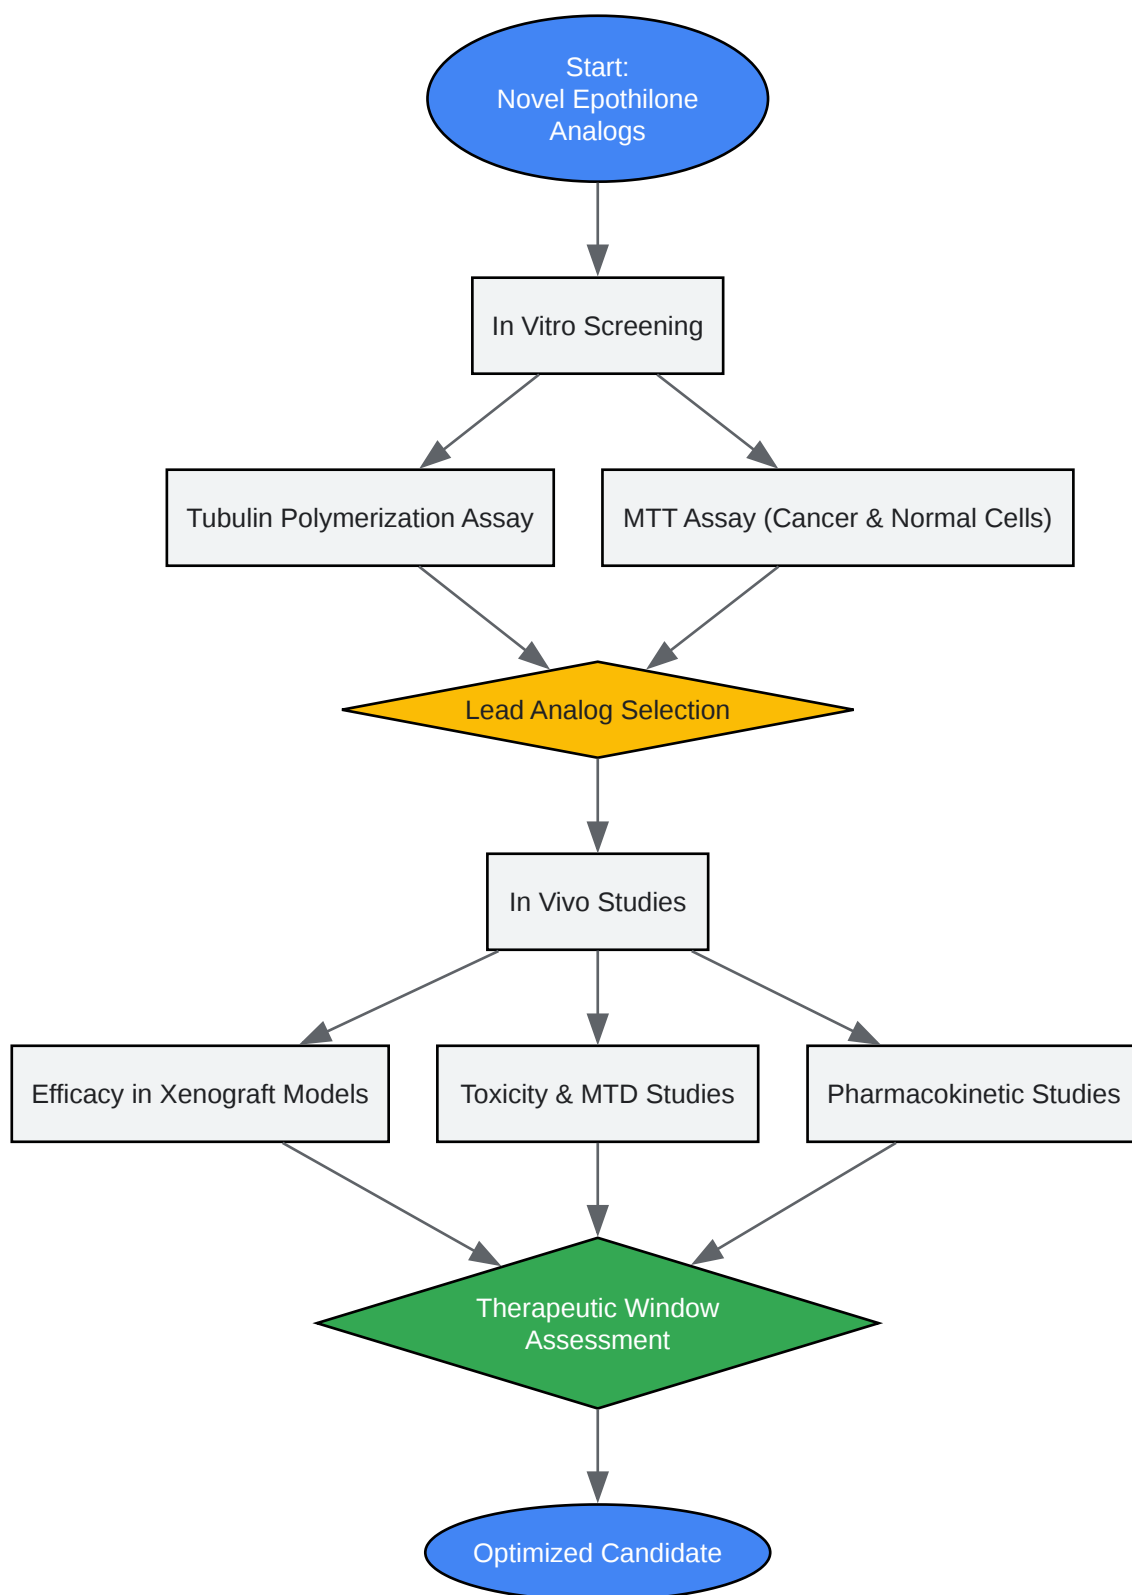 Start:
Novel Epothilone
Analogs
In Vitro Screening
Tubulin Polymerization Assay
MTT Assay (Cancer & Normal Cells)
Lead Analog Selection
In Vivo Studies
Efficacy in Xenograft Models
Toxicity & MTD Studies
Pharmacokinetic Studies
Therapeutic Window
Assessment
Optimized Candidate